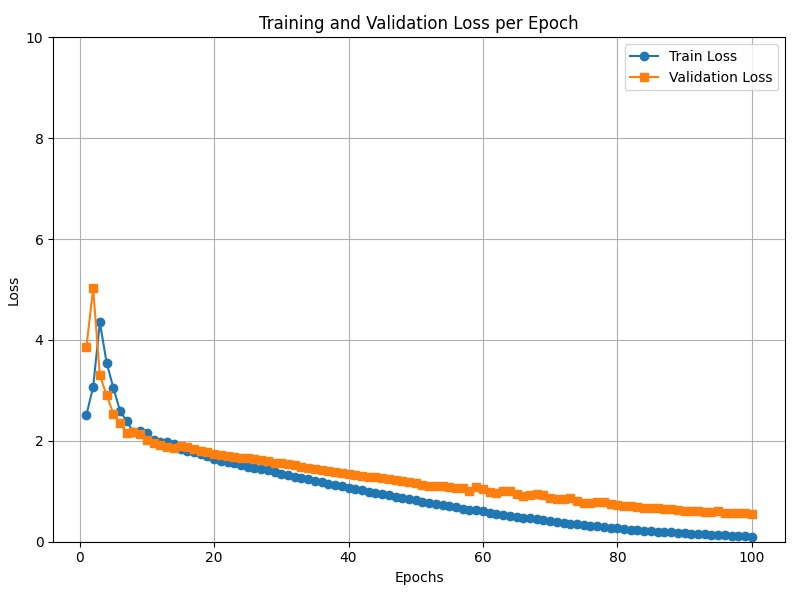 Training and Validation Loss per Epoch
Train Loss
Validation Loss
10
8
6
4
2
0
Loss
0 20 40 60 80 100
Epochs